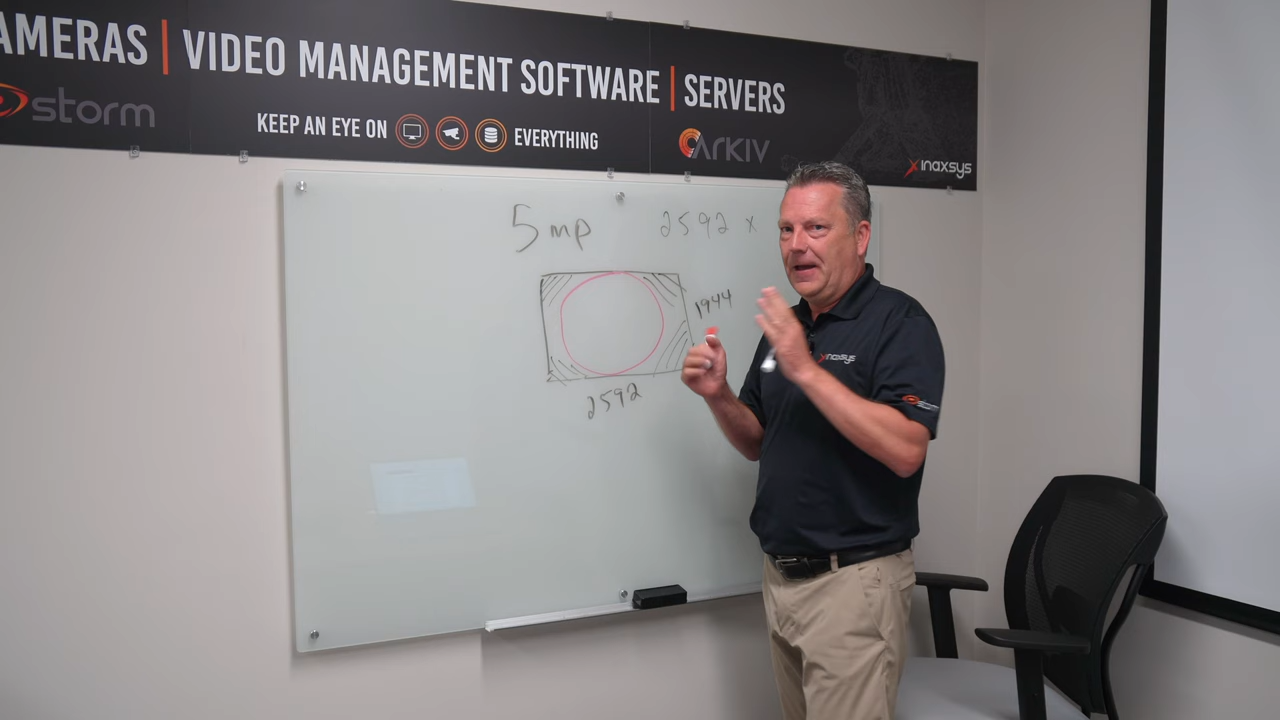 AMERAS | VIDEO MANAGEMENT SOFTWARE | SERVERS
storm
KEEP AN EYE ON EVERYTHING
ARKIV
inaxsys
5 mp
2592 x
1944
2592
inaxsys